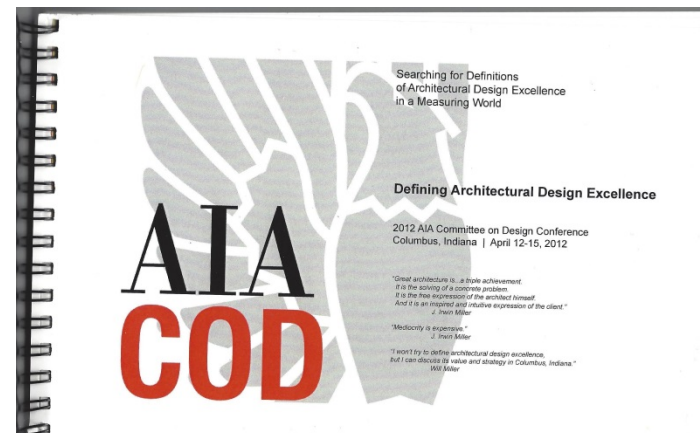 Searching for Definitions
of Architectural Design Excellence
in a Measuring World
Defining Architectural Design Excellence
2012 AIA Committee on Design Conference
Columbus, Indiana | April 12-15, 2012
"Great architecture is...a triple achievement.
It is the solving of a concrete problem.
It is the free expression of the architect himself.
And it is an inspired and intuitive expression of the client."
J. Irwin Miller
"Mediocrity is expensive."
J. Irwin Miller
"I won't try to define architectural design excellence,
but I can discuss its value and strategy in Columbus, Indiana."
Will Miller
AIA
COD